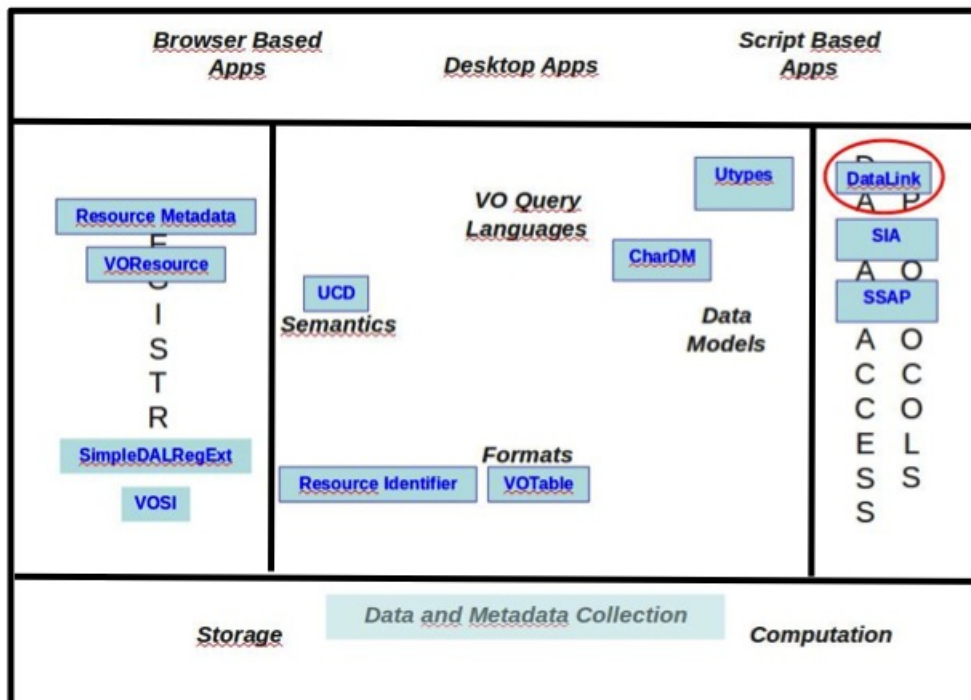 Browser Based
Apps
Desktop Apps
Script Based
Apps
Resource Metadata
E
VOResource
I
S
T
R
SimpleDALRegExt
VOSI
VO Query
Languages
Utypes
CharDM
UCD
Semantics
Data
Models
Formats
Resource Identifier
VOTable
DataLink
A P
SIA
A O
SSAP
A O
C C
C O
E L
S S
S
Data and Metadata Collection
Storage
Computation